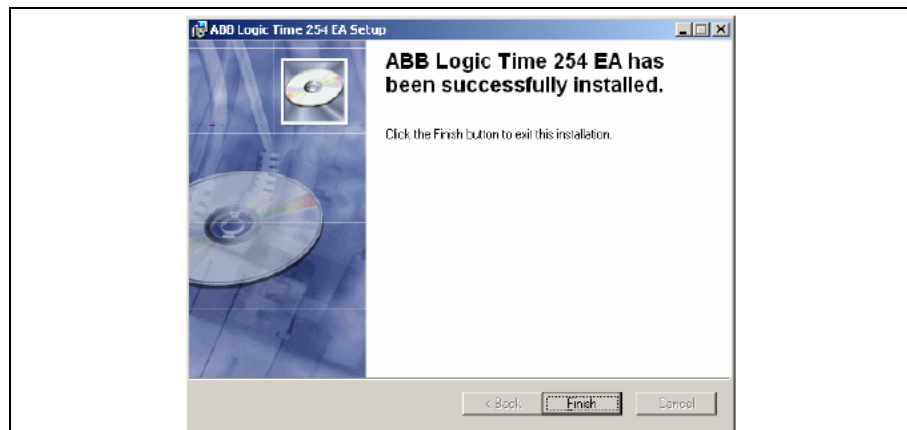 ABB Logic Time 254 EA Setup
ABB Logic Time 254 EA has
been successfully installed.
Click the Finish button to exit this installation.
< Back Finish Cancel